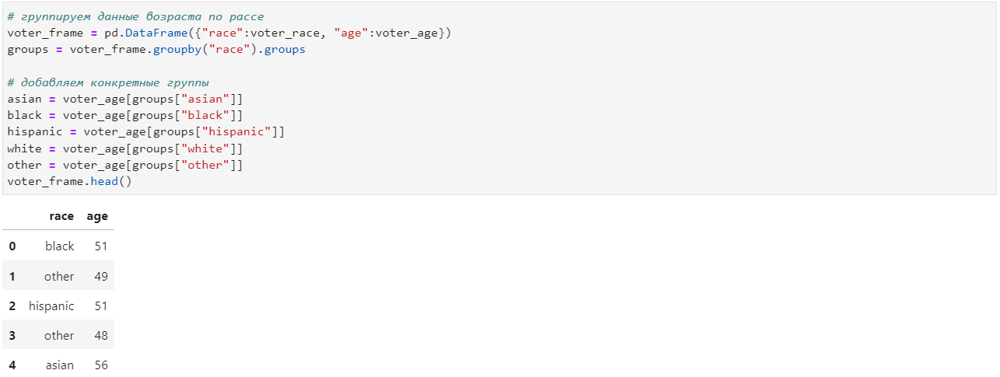 # группируем данные возраста по рассе
voter_frame = pd.DataFrame({"race":voter_race, "age":voter_age})
groups = voter_frame.groupby("race").groups
# добавляем конкретные группы
asian = voter_age[groups["asian"]]
black = voter_age[groups["black"]]
hispanic = voter_age[groups["hispanic"]]
white = voter_age[groups["white"]]
other = voter_age[groups["other"]]
voter_frame.head()
race age
0 black 51
1 other 49
2 hispanic 51
3 other 48
4 asian 56